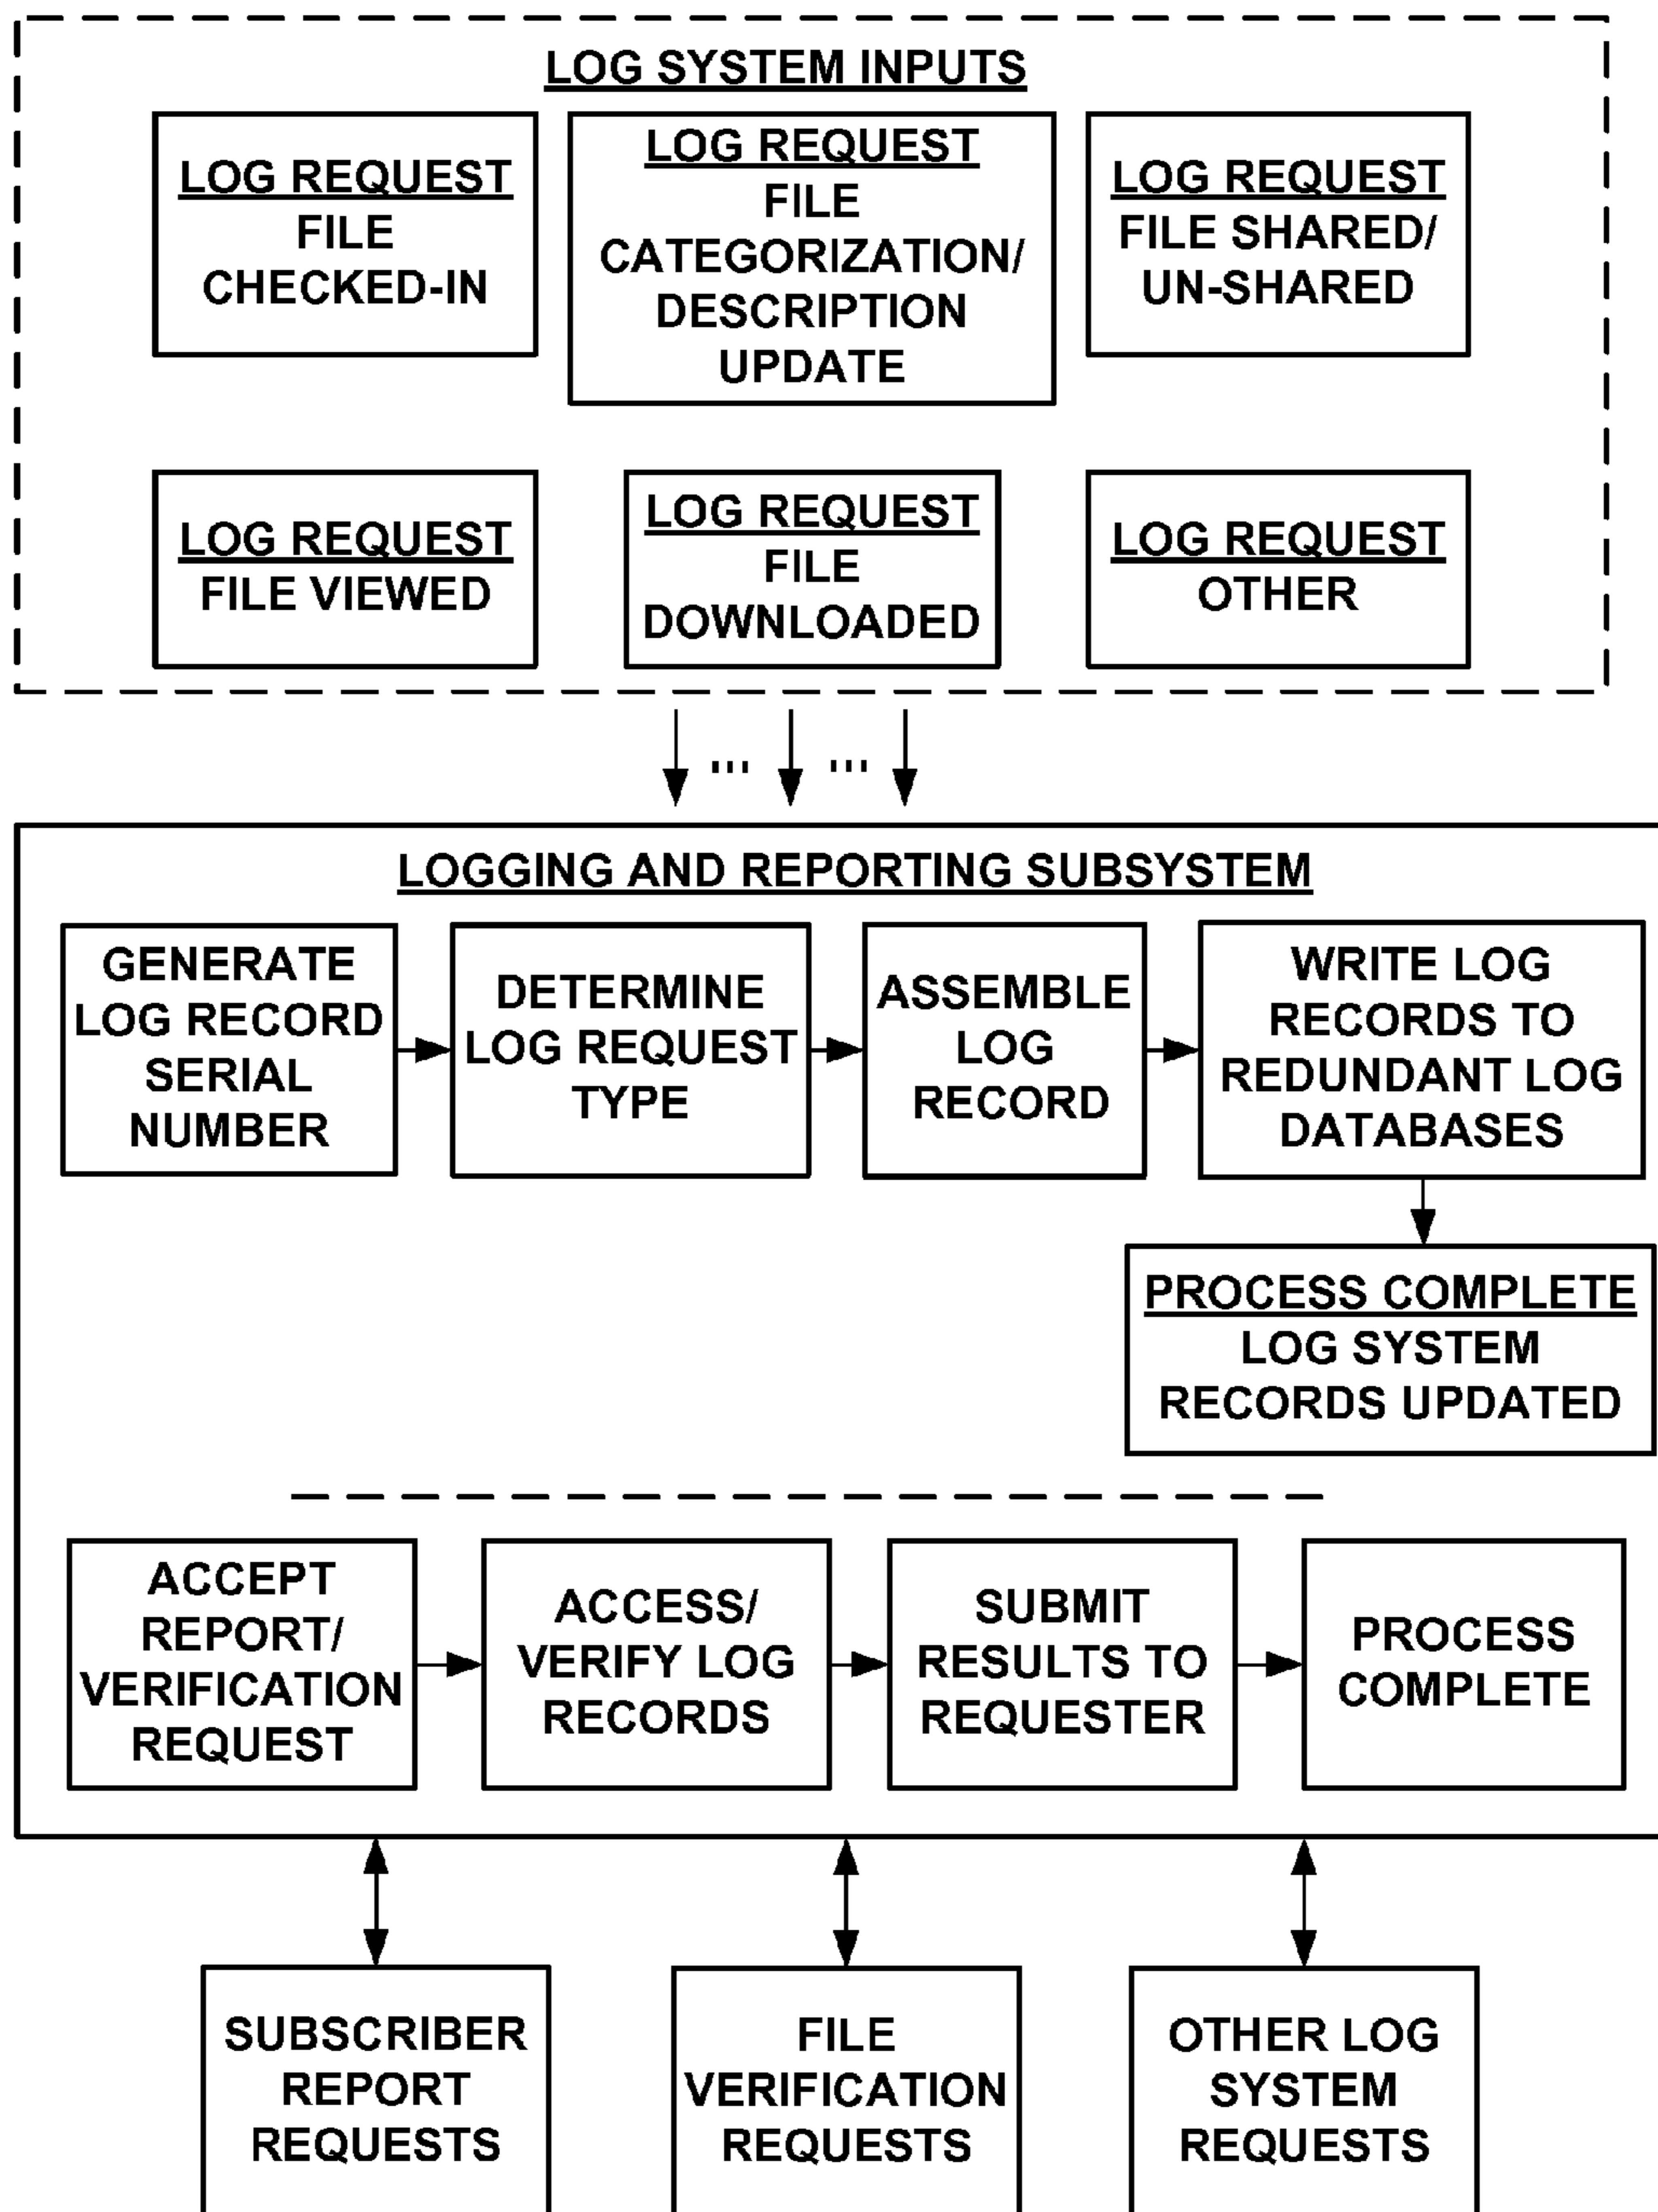 LOG SYSTEM INPUTS
LOG REQUEST
FILE
CHECKED-IN
LOG REQUEST
FILE
CATEGORIZATION/
DESCRIPTION
UPDATE
LOG REQUEST
FILE SHARED/
UN-SHARED
LOG REQUEST
FILE VIEWED
LOG REQUEST
FILE
DOWNLOADED
LOG REQUEST
OTHER
... ...
LOGGING AND REPORTING SUBSYSTEM
GENERATE
LOG RECORD
SERIAL
NUMBER
DETERMINE
LOG REQUEST
TYPE
ASSEMBLE
LOG
RECORD
WRITE LOG
RECORDS TO
REDUNDANT LOG
DATABASES
PROCESS COMPLETE
LOG SYSTEM
RECORDS UPDATED
ACCEPT
REPORT/
VERIFICATION
REQUEST
ACCESS/
VERIFY LOG
RECORDS
SUBMIT
RESULTS TO
REQUESTER
PROCESS
COMPLETE
SUBSCRIBER
REPORT
REQUESTS
FILE
VERIFICATION
REQUESTS
OTHER LOG
SYSTEM
REQUESTS